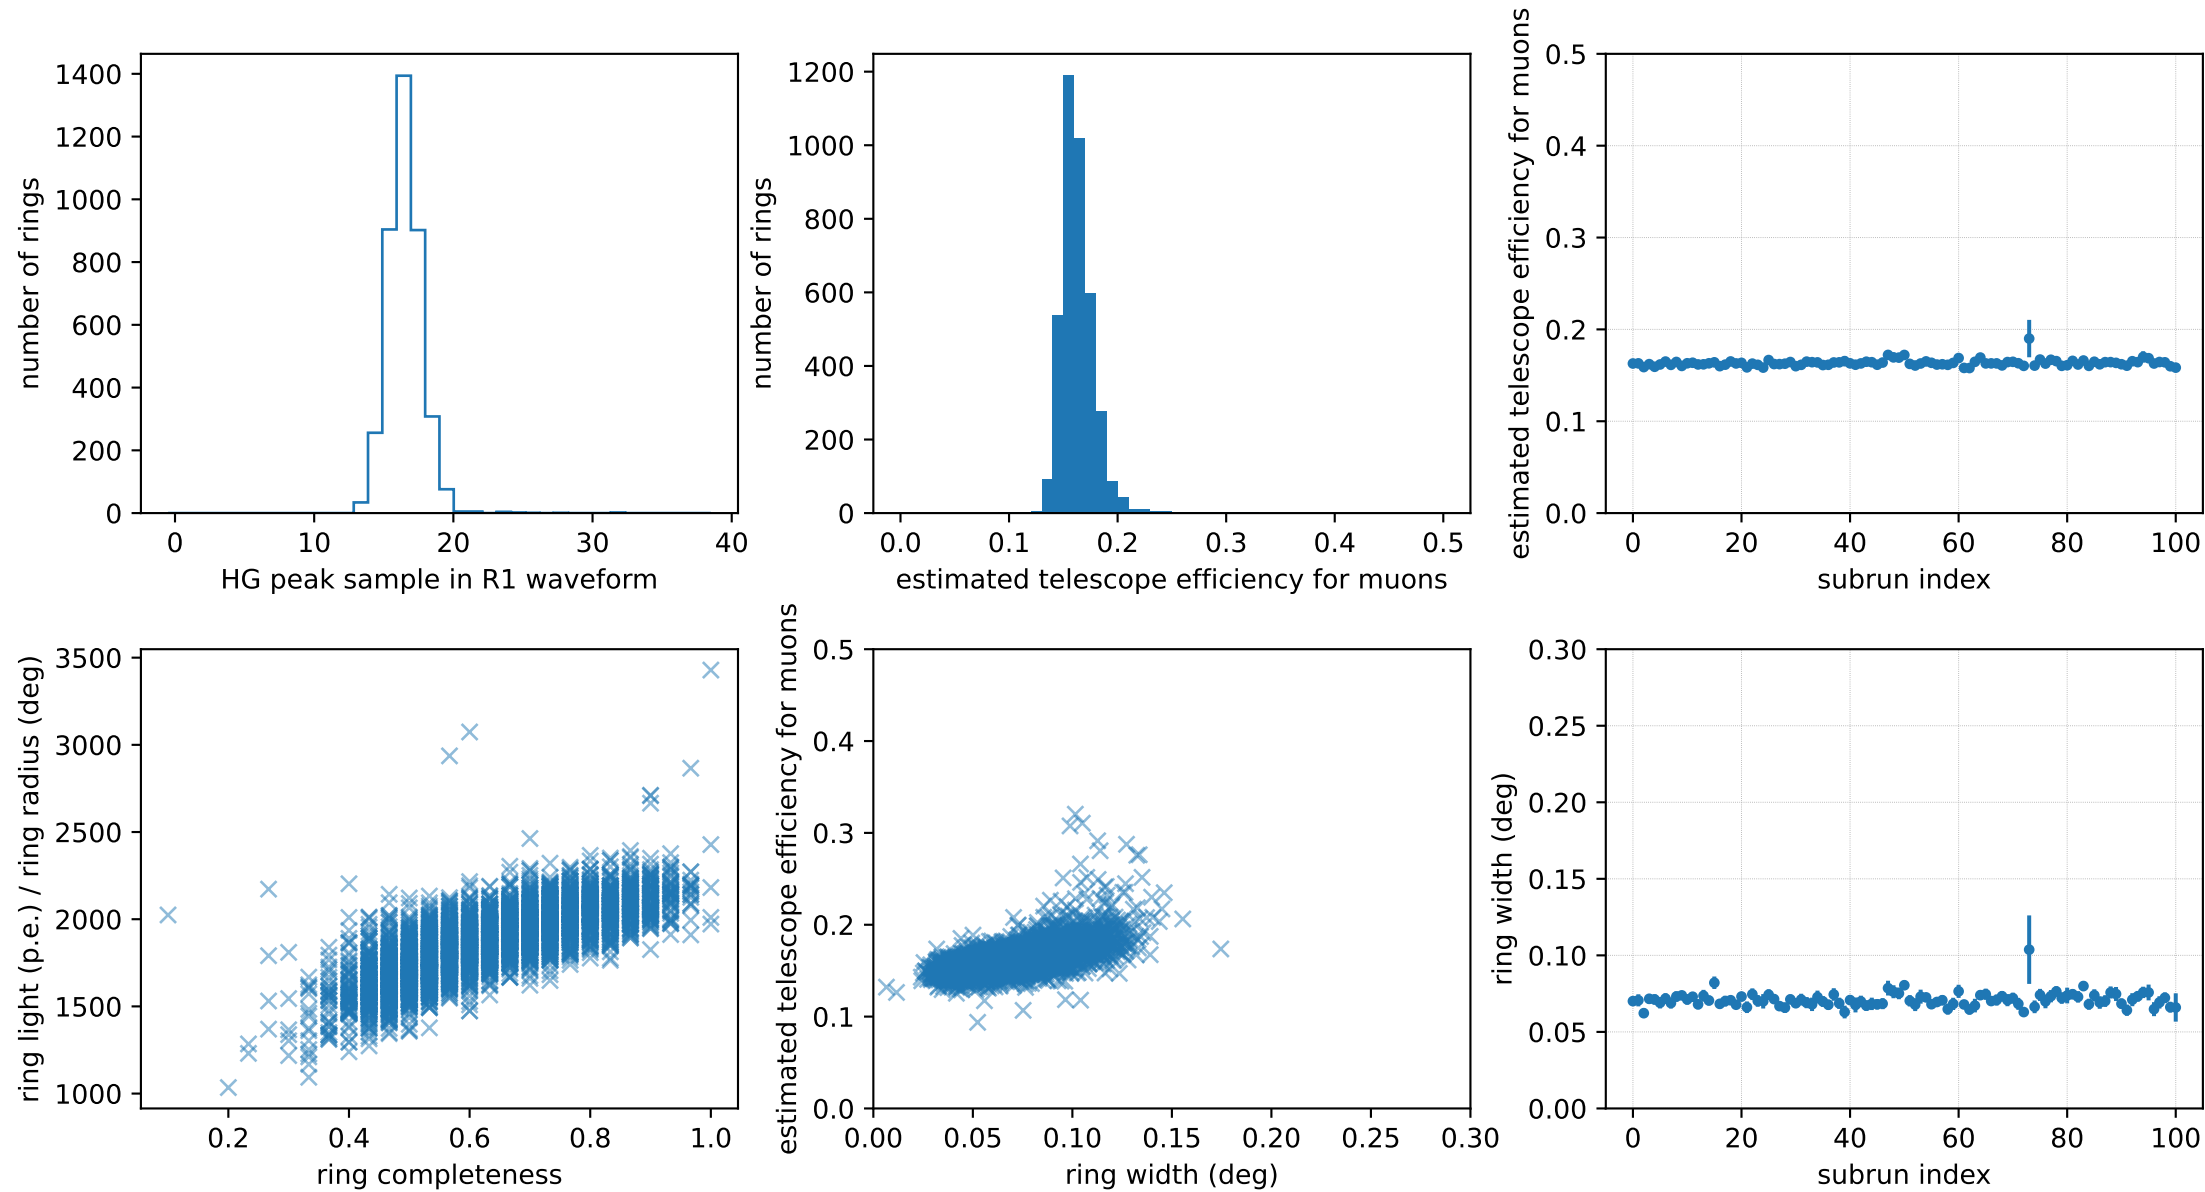 number of rings
1400
1200
1000
800
600
400
200
0
0 10 20 30 40
HG peak sample in R1 waveform
number of rings
1200
1000
800
600
400
200
0
0.0 0.1 0.2 0.3 0.4 0.5
estimated telescope efficiency for muons
estimated telescope efficiency for muons
0.5
0.4
0.3
0.2
0.1
0.0
0 20 40 60 80 100
subrun index
ring light (p.e.) / ring radius (deg)
3500
3000
2500
2000
1500
1000
0.2 0.4 0.6 0.8 1.0
ring completeness
estimated telescope efficiency for muons
0.5
0.4
0.3
0.2
0.1
0.0
0.00 0.05 0.10 0.15 0.20 0.25 0.30
ring width (deg)
ring width (deg)
0.30
0.25
0.20
0.15
0.10
0.05
0.00
0 20 40 60 80 100
subrun index